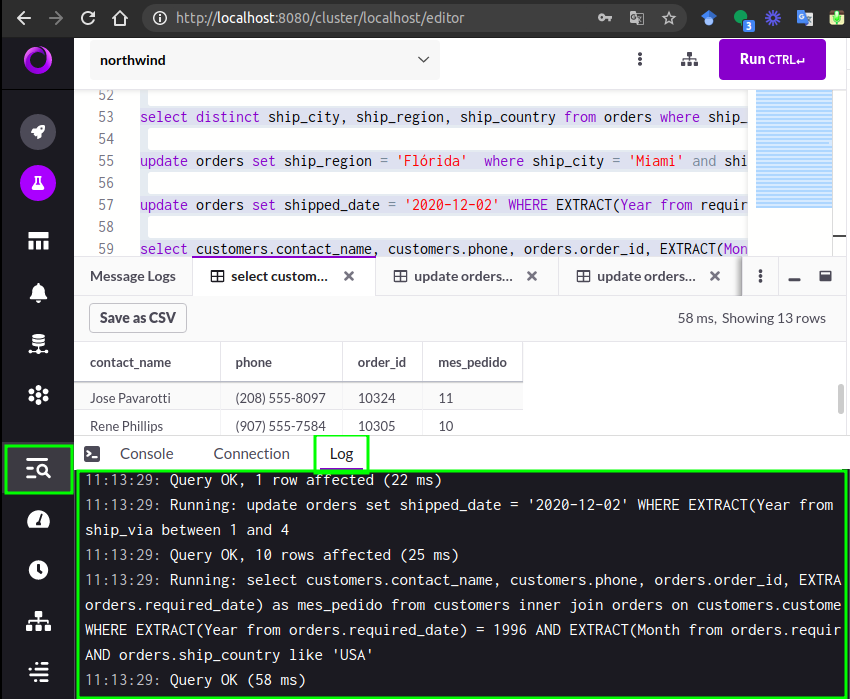 http://localhost:8080/cluster/localhost/editor
3
northwind
Run CTRL↵
52
53 select distinct ship_city, ship_region, ship_country from orders where ship_
54
55 update orders set ship_region = 'Flórida'  where ship_city = 'Miami' and shi
56
57 update orders set shipped_date = '2020-12-02' WHERE EXTRACT(Year from requir
58
59 select customers.contact_name, customers.phone, orders.order_id, EXTRACT(Mon
Message Logs select custom... × update orders... × update orders... ×
Save as CSV 58 ms, Showing 13 rows
contact_name phone order_id mes_pedido
Jose Pavarotti (208) 555-8097 10324 11
Rene Phillips (907) 555-7584 10305 10
Console Connection Log
11:13:29: Query OK, 1 row affected (22 ms)
11:13:29: Running: update orders set shipped_date = '2020-12-02' WHERE EXTRACT(Year from
ship_via between 1 and 4
11:13:29: Query OK, 10 rows affected (25 ms)
11:13:29: Running: select customers.contact_name, customers.phone, orders.order_id, EXTRA
orders.required_date) as mes_pedido from customers inner join orders on customers.custome
WHERE EXTRACT(Year from orders.required_date) = 1996 AND EXTRACT(Month from orders.requir
AND orders.ship_country like 'USA'
11:13:29: Query OK (58 ms)